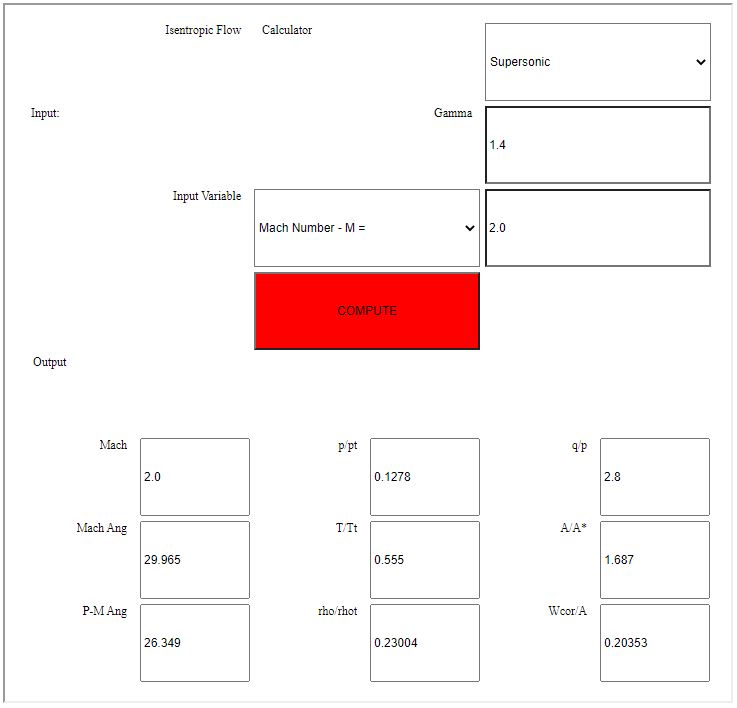 Isentropic Flow Calculator
Supersonic
Input: Gamma 1.4
Input Variable Mach Number - M = 2.0
COMPUTE
Output
Mach 2.0 p/pt 0.1278 q/p 2.8
Mach Ang 29.965 T/Tt 0.555 A/A* 1.687
P-M Ang 26.349 rho/rhot 0.23004 Wcor/A 0.20353